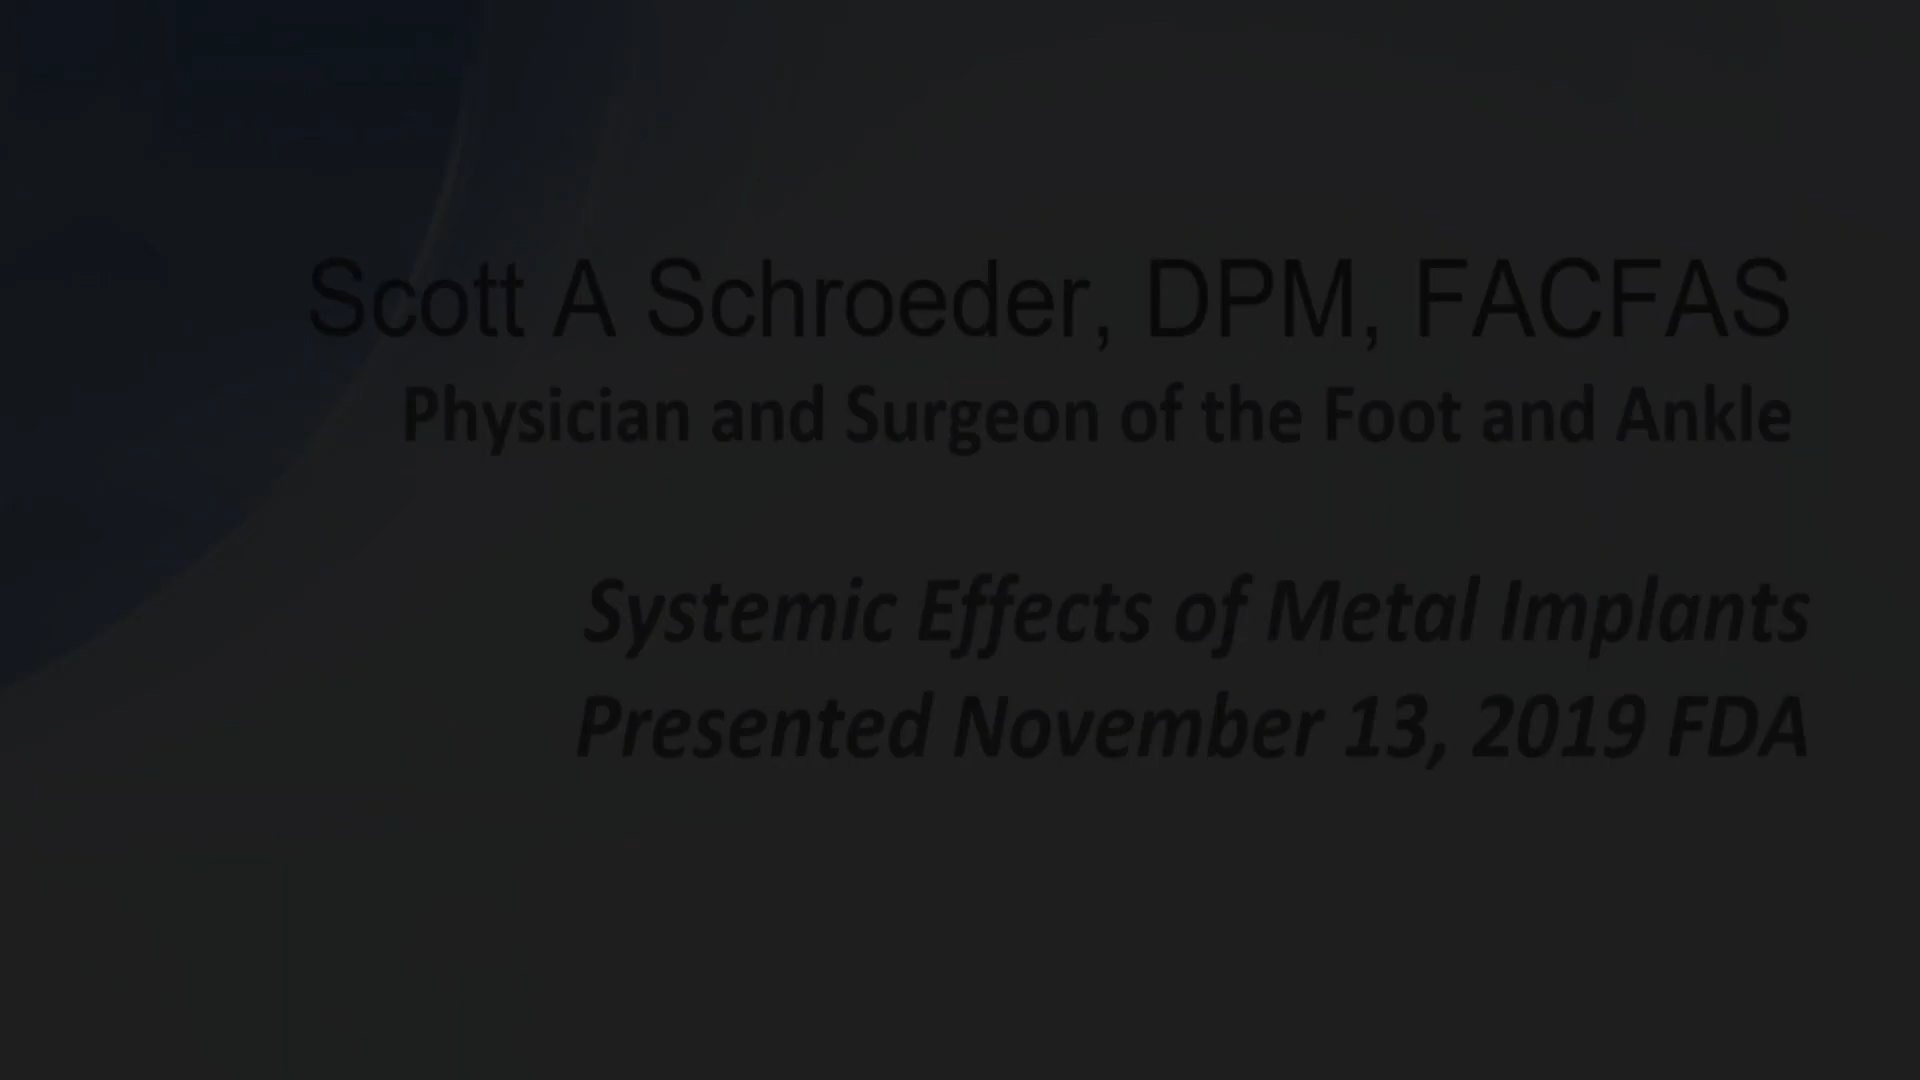 Scott A Schroeder, DPM, FACFAS
Physician and Surgeon of the Foot and Ankle
Systemic Effects of Metal Implants
Presented November 13, 2019 FDA